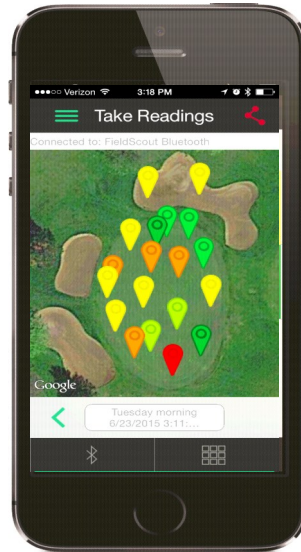 Verizon 3:18 PM
Take Readings
Connected to: FieldScout Bluetooth
Google
Tuesday morning
6/23/2015 3:11:...